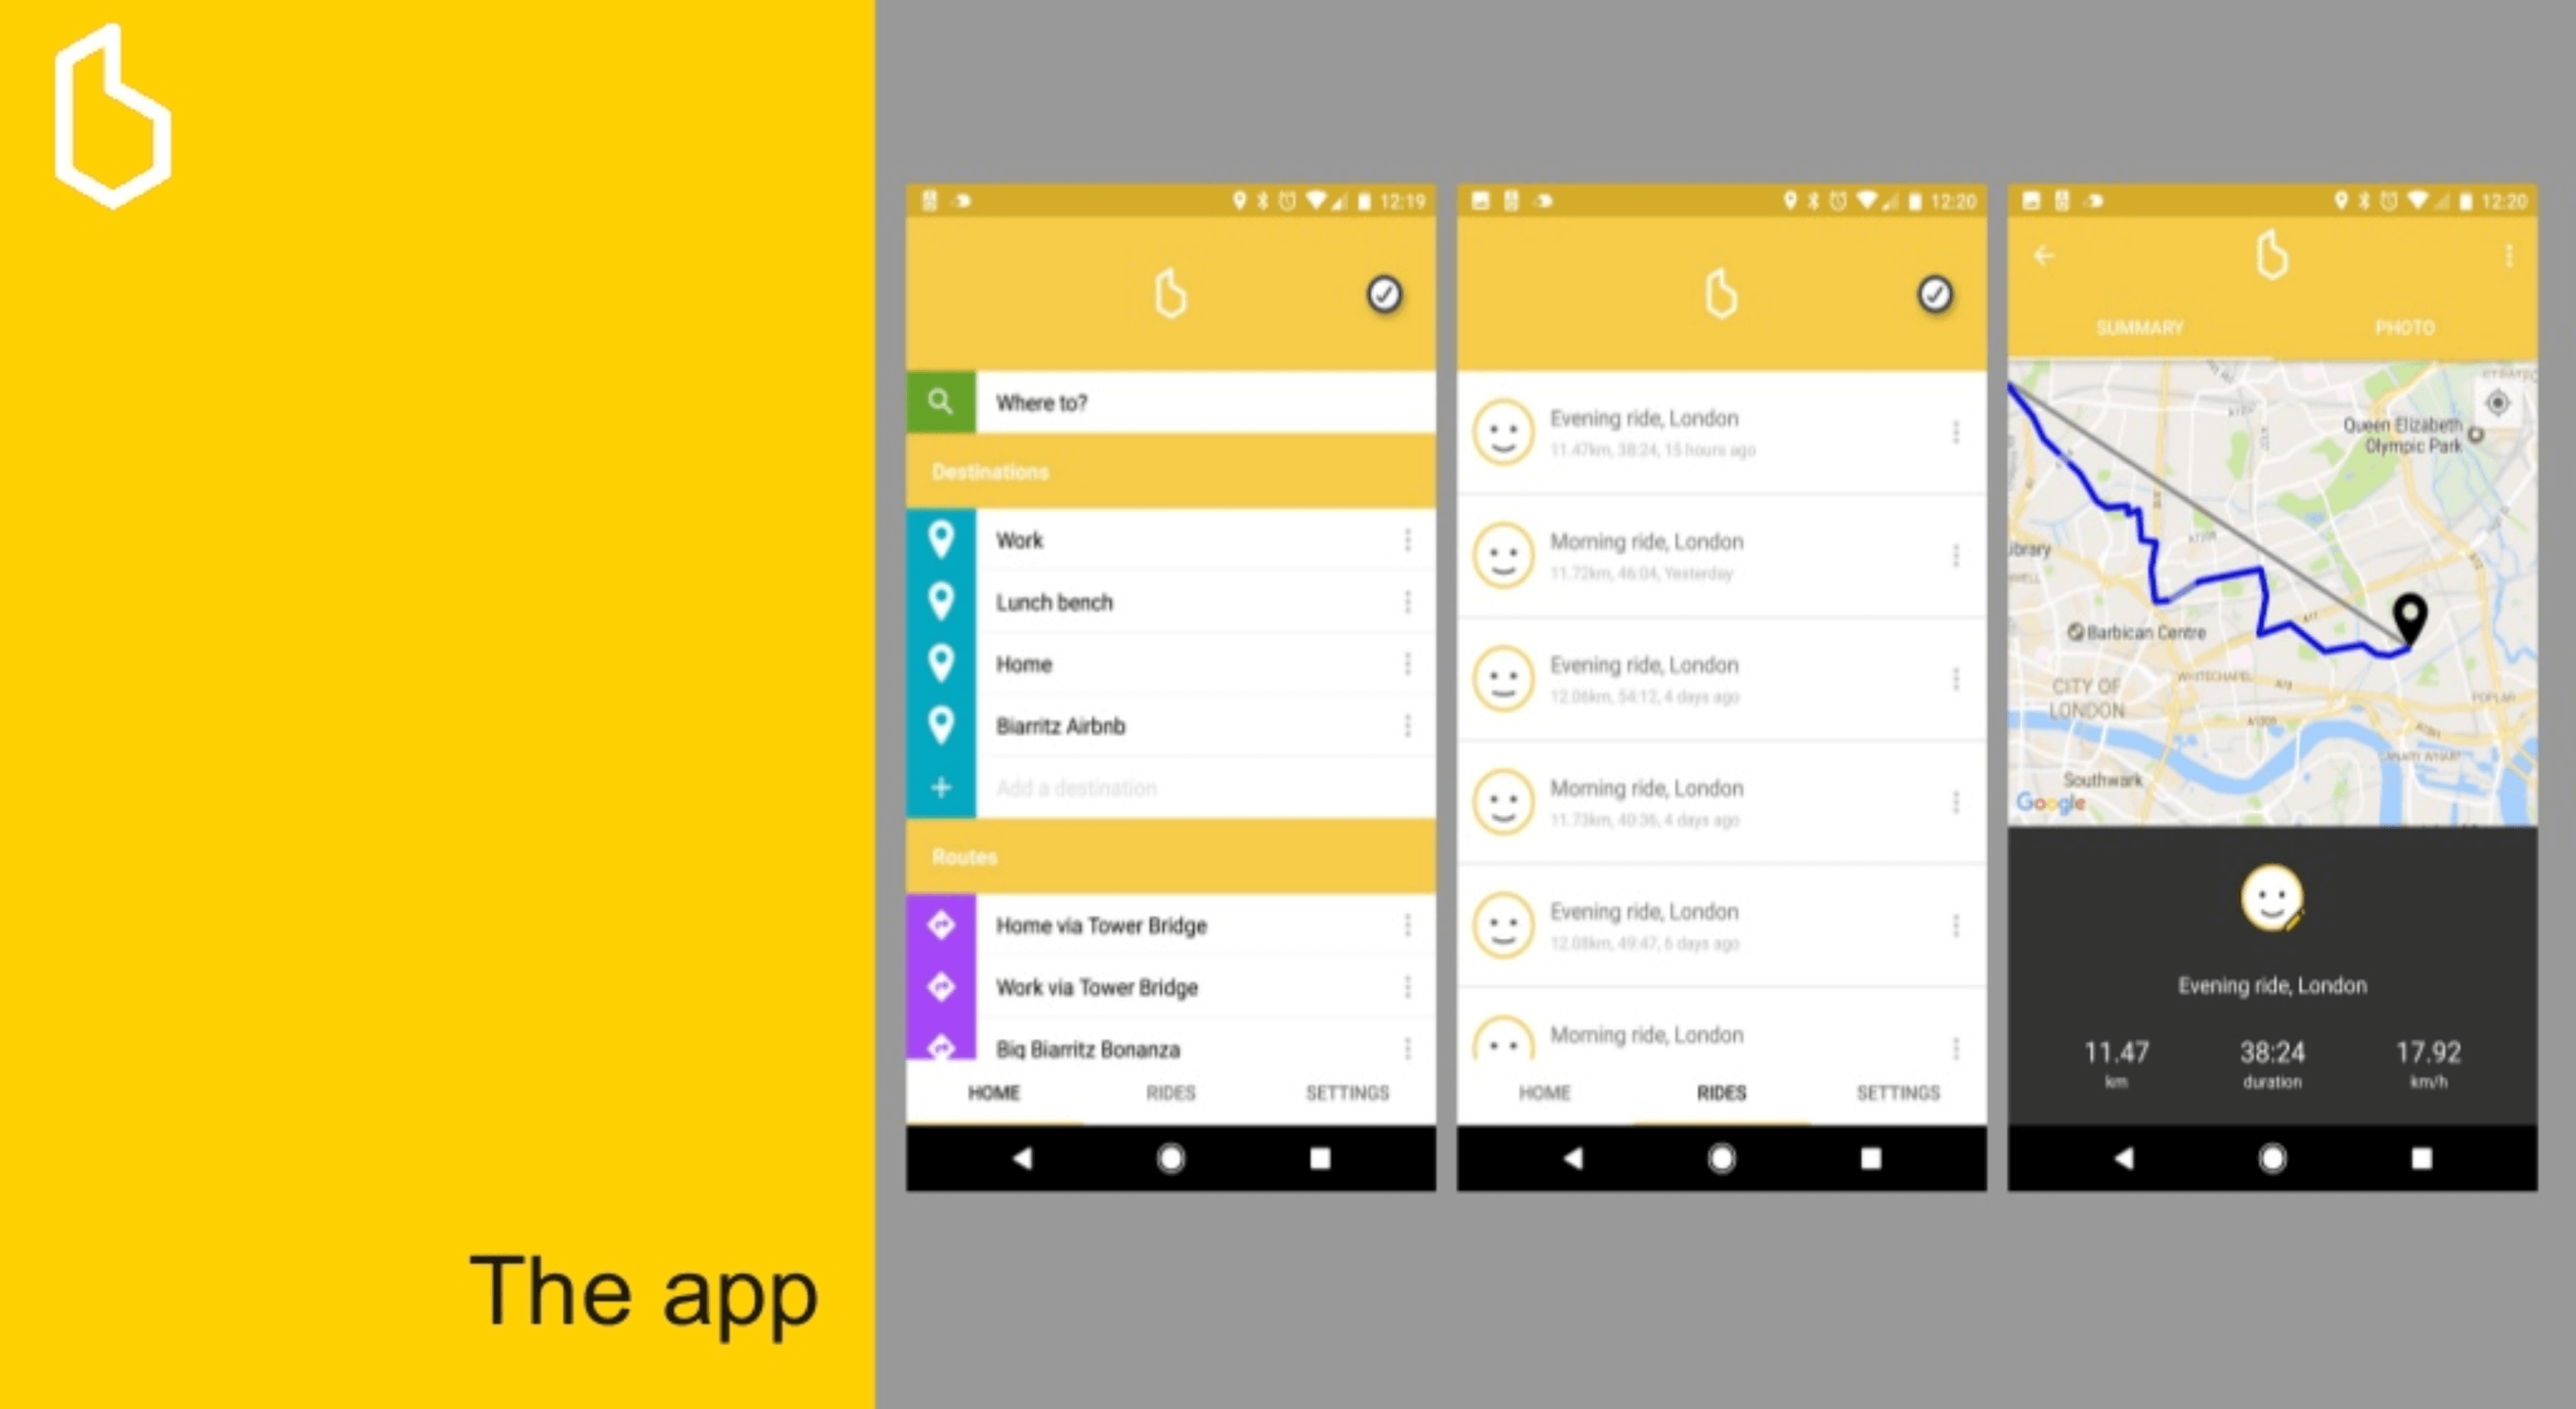 The app
12:19
Where to?
Destinations
Work
Lunch bench
Home
Biarritz Airbnb
Add a destination
Routes
Home via Tower Bridge
Work via Tower Bridge
Big Biarritz Bonanza
HOME RIDES SETTINGS
12:20
Evening ride, London
11.47km, 38:24, 15 hours ago
Morning ride, London
11.72km, 46:04, Yesterday
Evening ride, London
12.06km, 54:12, 4 days ago
Morning ride, London
11.73km, 40:36, 4 days ago
Evening ride, London
12.08km, 49:47, 6 days ago
Morning ride, London
HOME RIDES SETTINGS
12:20
SUMMARY PHOTO
Queen Elizabeth
Olympic Park
Barbican Centre
WHITECHAPEL
CITY OF
LONDON
POPLAR
CANARY WHARF
Southwark
Google
Evening ride, London
11.47 38:24 17.92
km duration km/h